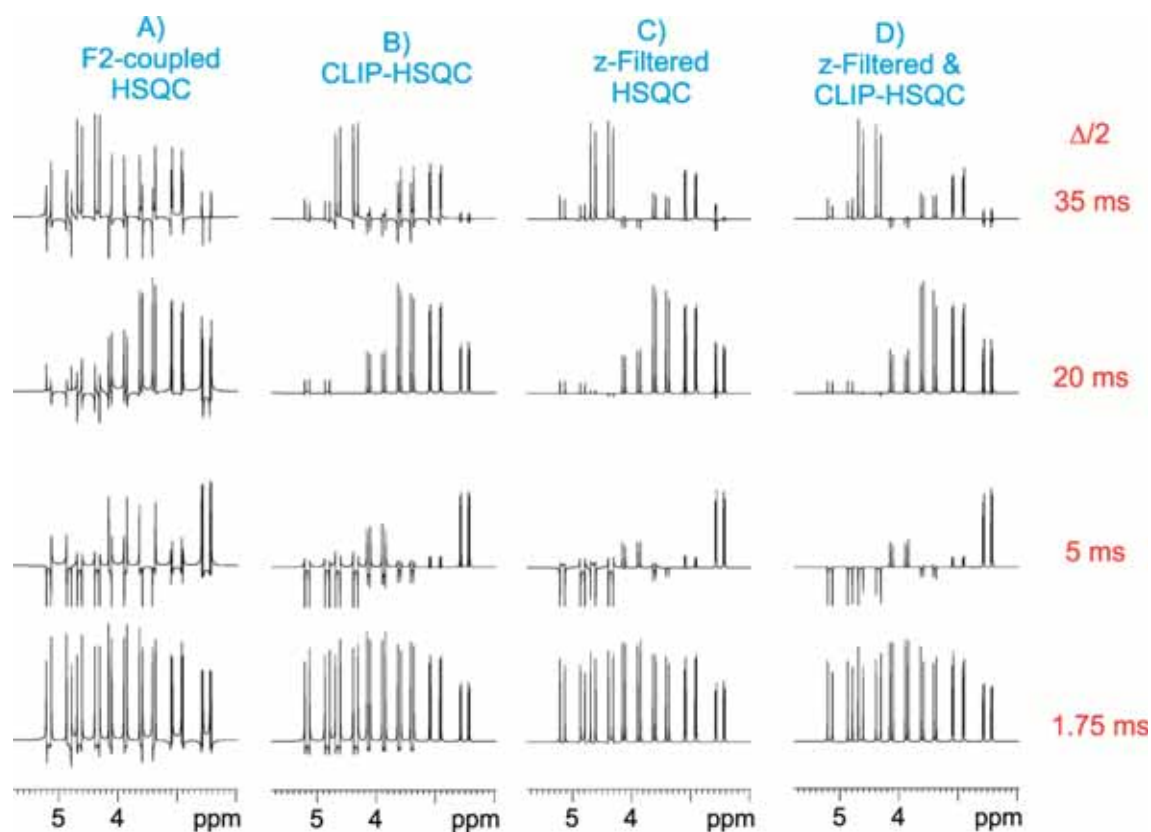 A)
F2-coupled
HSQC
B)
CLIP-HSQC
C)
z-Filtered
HSQC
D)
z-Filtered &
CLIP-HSQC
Δ/2
35 ms
20 ms
5 ms
1.75 ms
5 4 ppm
5 4 ppm
5 4 ppm
5 4 ppm